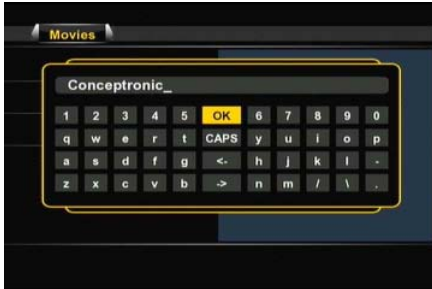 Movies
Conceptronic_
1 2 3 4 5 OK 6 7 8 9 0
q w e r t CAPS y u i o p
a s d f g <- h j k l -
z x c v b -> n m / \ .